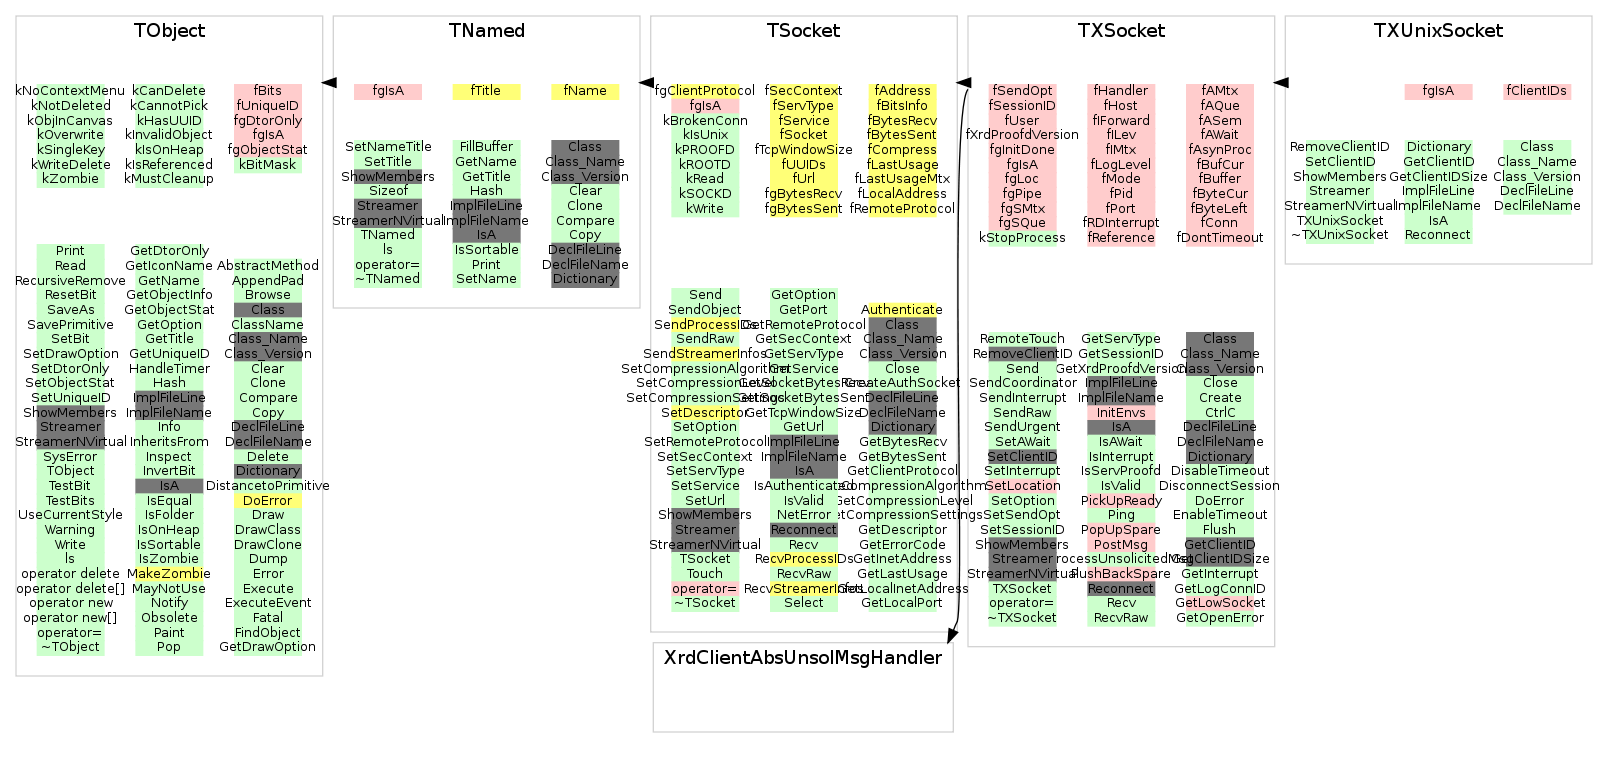 TObject
kNoContextMenu
kNotDeleted
kObjInCanvas
kOverwrite
kSingleKey
kWriteDelete
kZombie
kCanDelete
kCannotPick
kHasUUID
kInvalidObject
kIsOnHeap
kIsReferenced
kMustCleanup
fBits
fUniqueID
fgDtorOnly
fgIsA
fgObjectStat
kBitMask
Print
Read
RecursiveRemove
ResetBit
SaveAs
SavePrimitive
SetBit
SetDrawOption
SetDtorOnly
SetObjectStat
SetUniqueID
ShowMembers
Streamer
StreamerNVirtual
SysError
TObject
TestBit
TestBits
UseCurrentStyle
Warning
Write
ls
operator delete
operator delete[]
operator new
operator new[]
operator=
~TObject
GetDtorOnly
GetIconName
GetName
GetObjectInfo
GetObjectStat
GetOption
GetTitle
GetUniqueID
HandleTimer
Hash
ImplFileLine
ImplFileName
Info
InheritsFrom
Inspect
InvertBit
IsA
IsEqual
IsFolder
IsOnHeap
IsSortable
IsZombie
MakeZombie
MayNotUse
Notify
Obsolete
Paint
Pop
AbstractMethod
AppendPad
Browse
Class
ClassName
Class_Name
Class_Version
Clear
Clone
Compare
Copy
DeclFileLine
DeclFileName
Delete
Dictionary
DistancetoPrimitive
DoError
Draw
DrawClass
DrawClone
Dump
Error
Execute
ExecuteEvent
Fatal
FindObject
GetDrawOption
TNamed
fgIsA
fTitle
fName
SetNameTitle
SetTitle
ShowMembers
Sizeof
Streamer
StreamerNVirtual
TNamed
ls
operator=
~TNamed
FillBuffer
GetName
GetTitle
Hash
ImplFileLine
ImplFileName
IsA
IsSortable
Print
SetName
Class
Class_Name
Class_Version
Clear
Clone
Compare
Copy
DeclFileLine
DeclFileName
Dictionary
TSocket
fgClientProtocol
fgIsA
kBrokenConn
kIsUnix
kPROOFD
kROOTD
kRead
kSOCKD
kWrite
fSecContext
fServType
fService
fSocket
fTcpWindowSize
fUUIDs
fUrl
fgBytesRecv
fgBytesSent
fAddress
fBitsInfo
fBytesRecv
fBytesSent
fCompress
fLastUsage
fLastUsageMtx
fLocalAddress
fRemoteProtocol
Send
SendObject
SendProcessIDs
SendRaw
SendStreamerInfos
SetCompressionAlgorithm
SetCompressionLevel
SetCompressionSettings
SetDescriptor
SetOption
SetRemoteProtocol
SetSecContext
SetServType
SetService
SetUrl
ShowMembers
Streamer
StreamerNVirtual
TSocket
Touch
operator=
~TSocket
GetOption
GetPort
GetRemoteProtocol
GetSecContext
GetServType
GetService
GetSocketBytesRecv
GetSocketBytesSent
GetTcpWindowSize
GetUrl
ImplFileLine
ImplFileName
IsA
IsAuthenticated
IsValid
NetError
Reconnect
Recv
RecvProcessIDs
RecvRaw
RecvStreamerInfos
Select
Authenticate
Class
Class_Name
Class_Version
Close
CreateAuthSocket
DeclFileLine
DeclFileName
Dictionary
GetBytesRecv
GetBytesSent
GetClientProtocol
CompressionAlgorithm
GetCompressionLevel
etCompressionSettings
GetDescriptor
GetErrorCode
GetInetAddress
GetLastUsage
GetLocalInetAddress
GetLocalPort
TXSocket
fSendOpt
fSessionID
fUser
fXrdProofdVersion
fgInitDone
fgIsA
fgLoc
fgPipe
fgSMtx
fgSQue
kStopProcess
fHandler
fHost
fIForward
fILev
fIMtx
fLogLevel
fMode
fPid
fPort
fRDInterrupt
fReference
fAMtx
fAQue
fASem
fAWait
fAsynProc
fBufCur
fBuffer
fByteCur
fByteLeft
fConn
fDontTimeout
RemoteTouch
RemoveClientID
Send
SendCoordinator
SendInterrupt
SendRaw
SendUrgent
SetAWait
SetClientID
SetInterrupt
SetLocation
SetOption
SetSendOpt
SetSessionID
ShowMembers
Streamer
StreamerNVirtual
TXSocket
operator=
~TXSocket
GetServType
GetSessionID
GetXrdProofdVersion
ImplFileLine
ImplFileName
InitEnvs
IsA
IsAWait
IsInterrupt
IsServProofd
IsValid
PickUpReady
Ping
PopUpSpare
PostMsg
rocessUnsolicitedMsg
PushBackSpare
Reconnect
Recv
RecvRaw
Class
Class_Name
Class_Version
Close
Create
CtrlC
DeclFileLine
DeclFileName
Dictionary
DisableTimeout
DisconnectSession
DoError
EnableTimeout
Flush
GetClientID
GetClientIDSize
GetInterrupt
GetLogConnID
GetLowSocket
GetOpenError
TXUnixSocket
fgIsA
fClientIDs
RemoveClientID
SetClientID
ShowMembers
Streamer
StreamerNVirtual
TXUnixSocket
~TXUnixSocket
Dictionary
GetClientID
GetClientIDSize
ImplFileLine
ImplFileName
IsA
Reconnect
Class
Class_Name
Class_Version
DeclFileLine
DeclFileName
XrdClientAbsUnsolMsgHandler